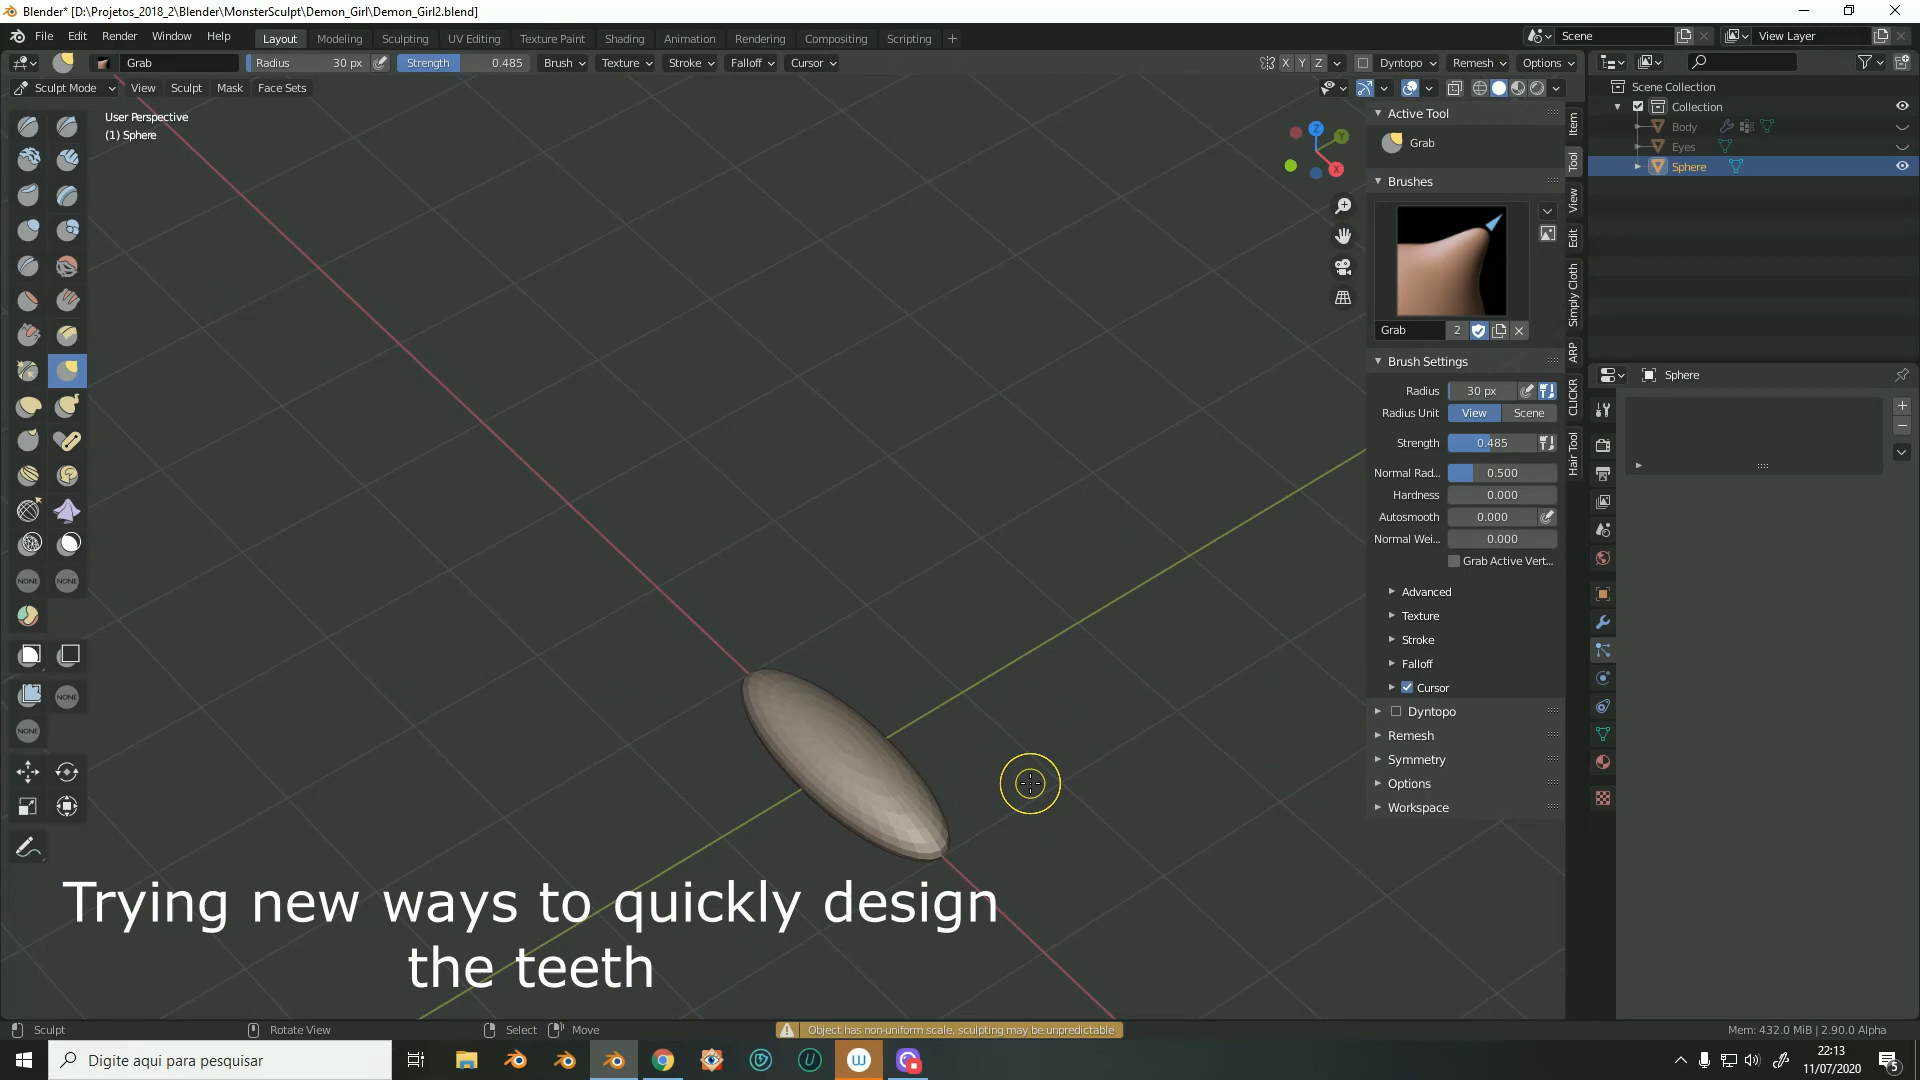 Blender* [D:\Projetos_2018_2\Blender\MonsterSculpt\Demon_Girl\Demon_Girl2.blend]
File Edit Render Window Help
Layout Modeling Sculpting UV Editing Texture Paint Shading Animation Rendering Compositing Scripting
Scene
View Layer
Grab
Radius 30 px
Strength 0.485
Brush Texture Stroke Falloff Cursor
X Y Z
Dyntopo Remesh Options
Sculpt Mode View Sculpt Mask Face Sets
User Perspective
(1) Sphere
Z
Y
X
NONE NONE
NONE
NONE
Active Tool
Grab
Brushes
Grab 2
Brush Settings
Radius 30 px
Radius Unit View Scene
Strength 0.485
Normal Rad... 0.500
Hardness 0.000
Autosmooth 0.000
Normal Wei... 0.000
Grab Active Vert...
Advanced
Texture
Stroke
Falloff
Cursor
Dyntopo
Remesh
Symmetry
Options
Workspace
Item
Tool
View
Edit
Simply Cloth
ARP
CLICKR
Hair Tool
Scene Collection
Collection
Body
Eyes
Sphere
Sphere
Trying new ways to quickly design
the teeth
Sculpt Rotate View Select Move
Object has non-uniform scale, sculpting may be unpredictable
Mem: 432.0 MiB | 2.90.0 Alpha
Digite aqui para pesquisar
U
W
22:13
11/07/2020
5